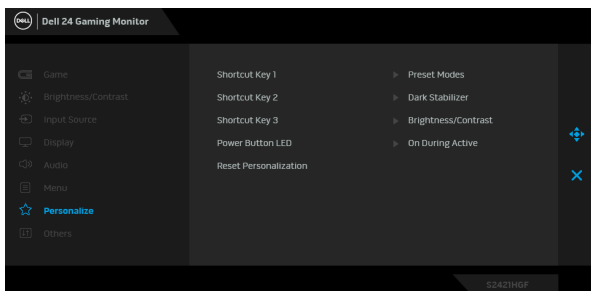 DELL Dell 24 Gaming Monitor
Game
Brightness/Contrast
Input Source
Display
Audio
Menu
Personalize
Others
Shortcut Key 1 Preset Modes
Shortcut Key 2 Dark Stabilizer
Shortcut Key 3 Brightness/Contrast
Power Button LED On During Active
Reset Personalization
S2421HGF